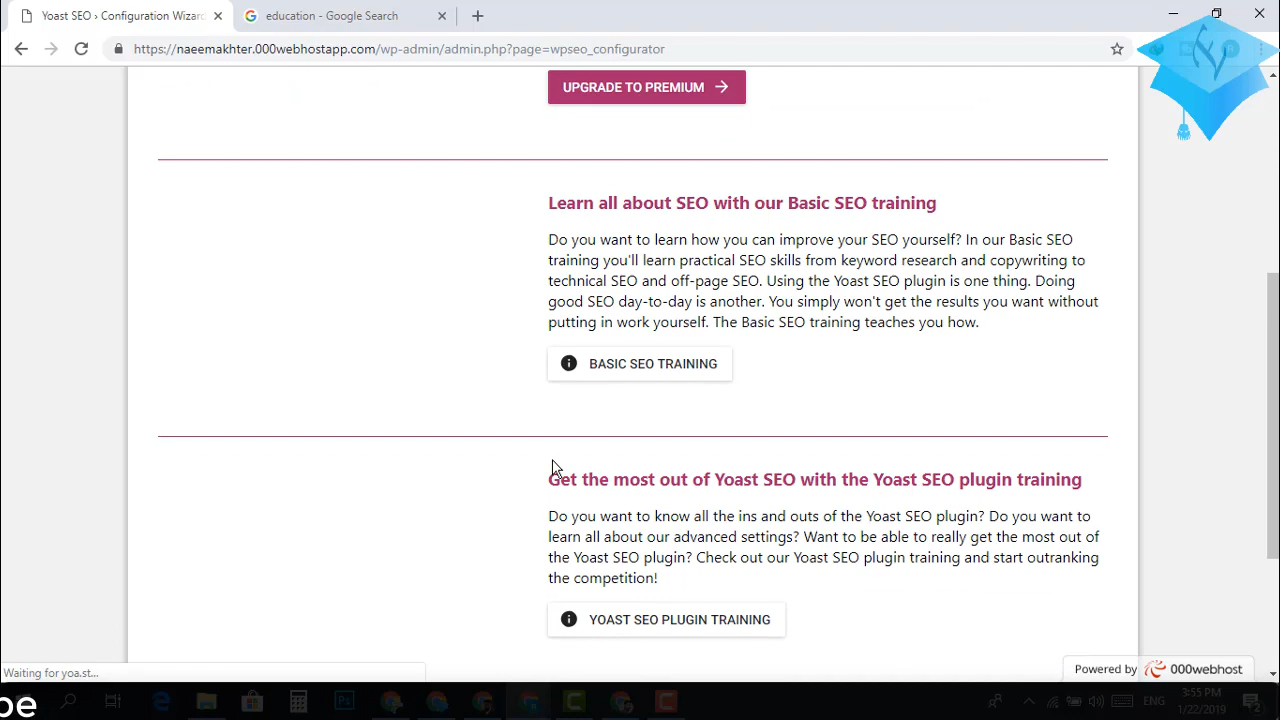 Yoast SEO › Configuration Wizard
education - Google Search
https://naeemakhter.000webhostapp.com/wp-admin/admin.php?page=wpseo_configurator
UPGRADE TO PREMIUM
Learn all about SEO with our Basic SEO training
Do you want to learn how you can improve your SEO yourself? In our Basic SEO
training you'll learn practical SEO skills from keyword research and copywriting to
technical SEO and off-page SEO. Using the Yoast SEO plugin is one thing. Doing
good SEO day-to-day is another. You simply won't get the results you want without
putting in work yourself. The Basic SEO training teaches you how.
BASIC SEO TRAINING
Get the most out of Yoast SEO with the Yoast SEO plugin training
Do you want to know all the ins and outs of the Yoast SEO plugin? Do you want to
learn all about our advanced settings? Want to be able to really get the most out of
the Yoast SEO plugin? Check out our Yoast SEO plugin training and start outranking
the competition!
YOAST SEO PLUGIN TRAINING
Waiting for yoa.st...
Powered by 000webhost
pe
ENG
3:55 PM
1/22/2019